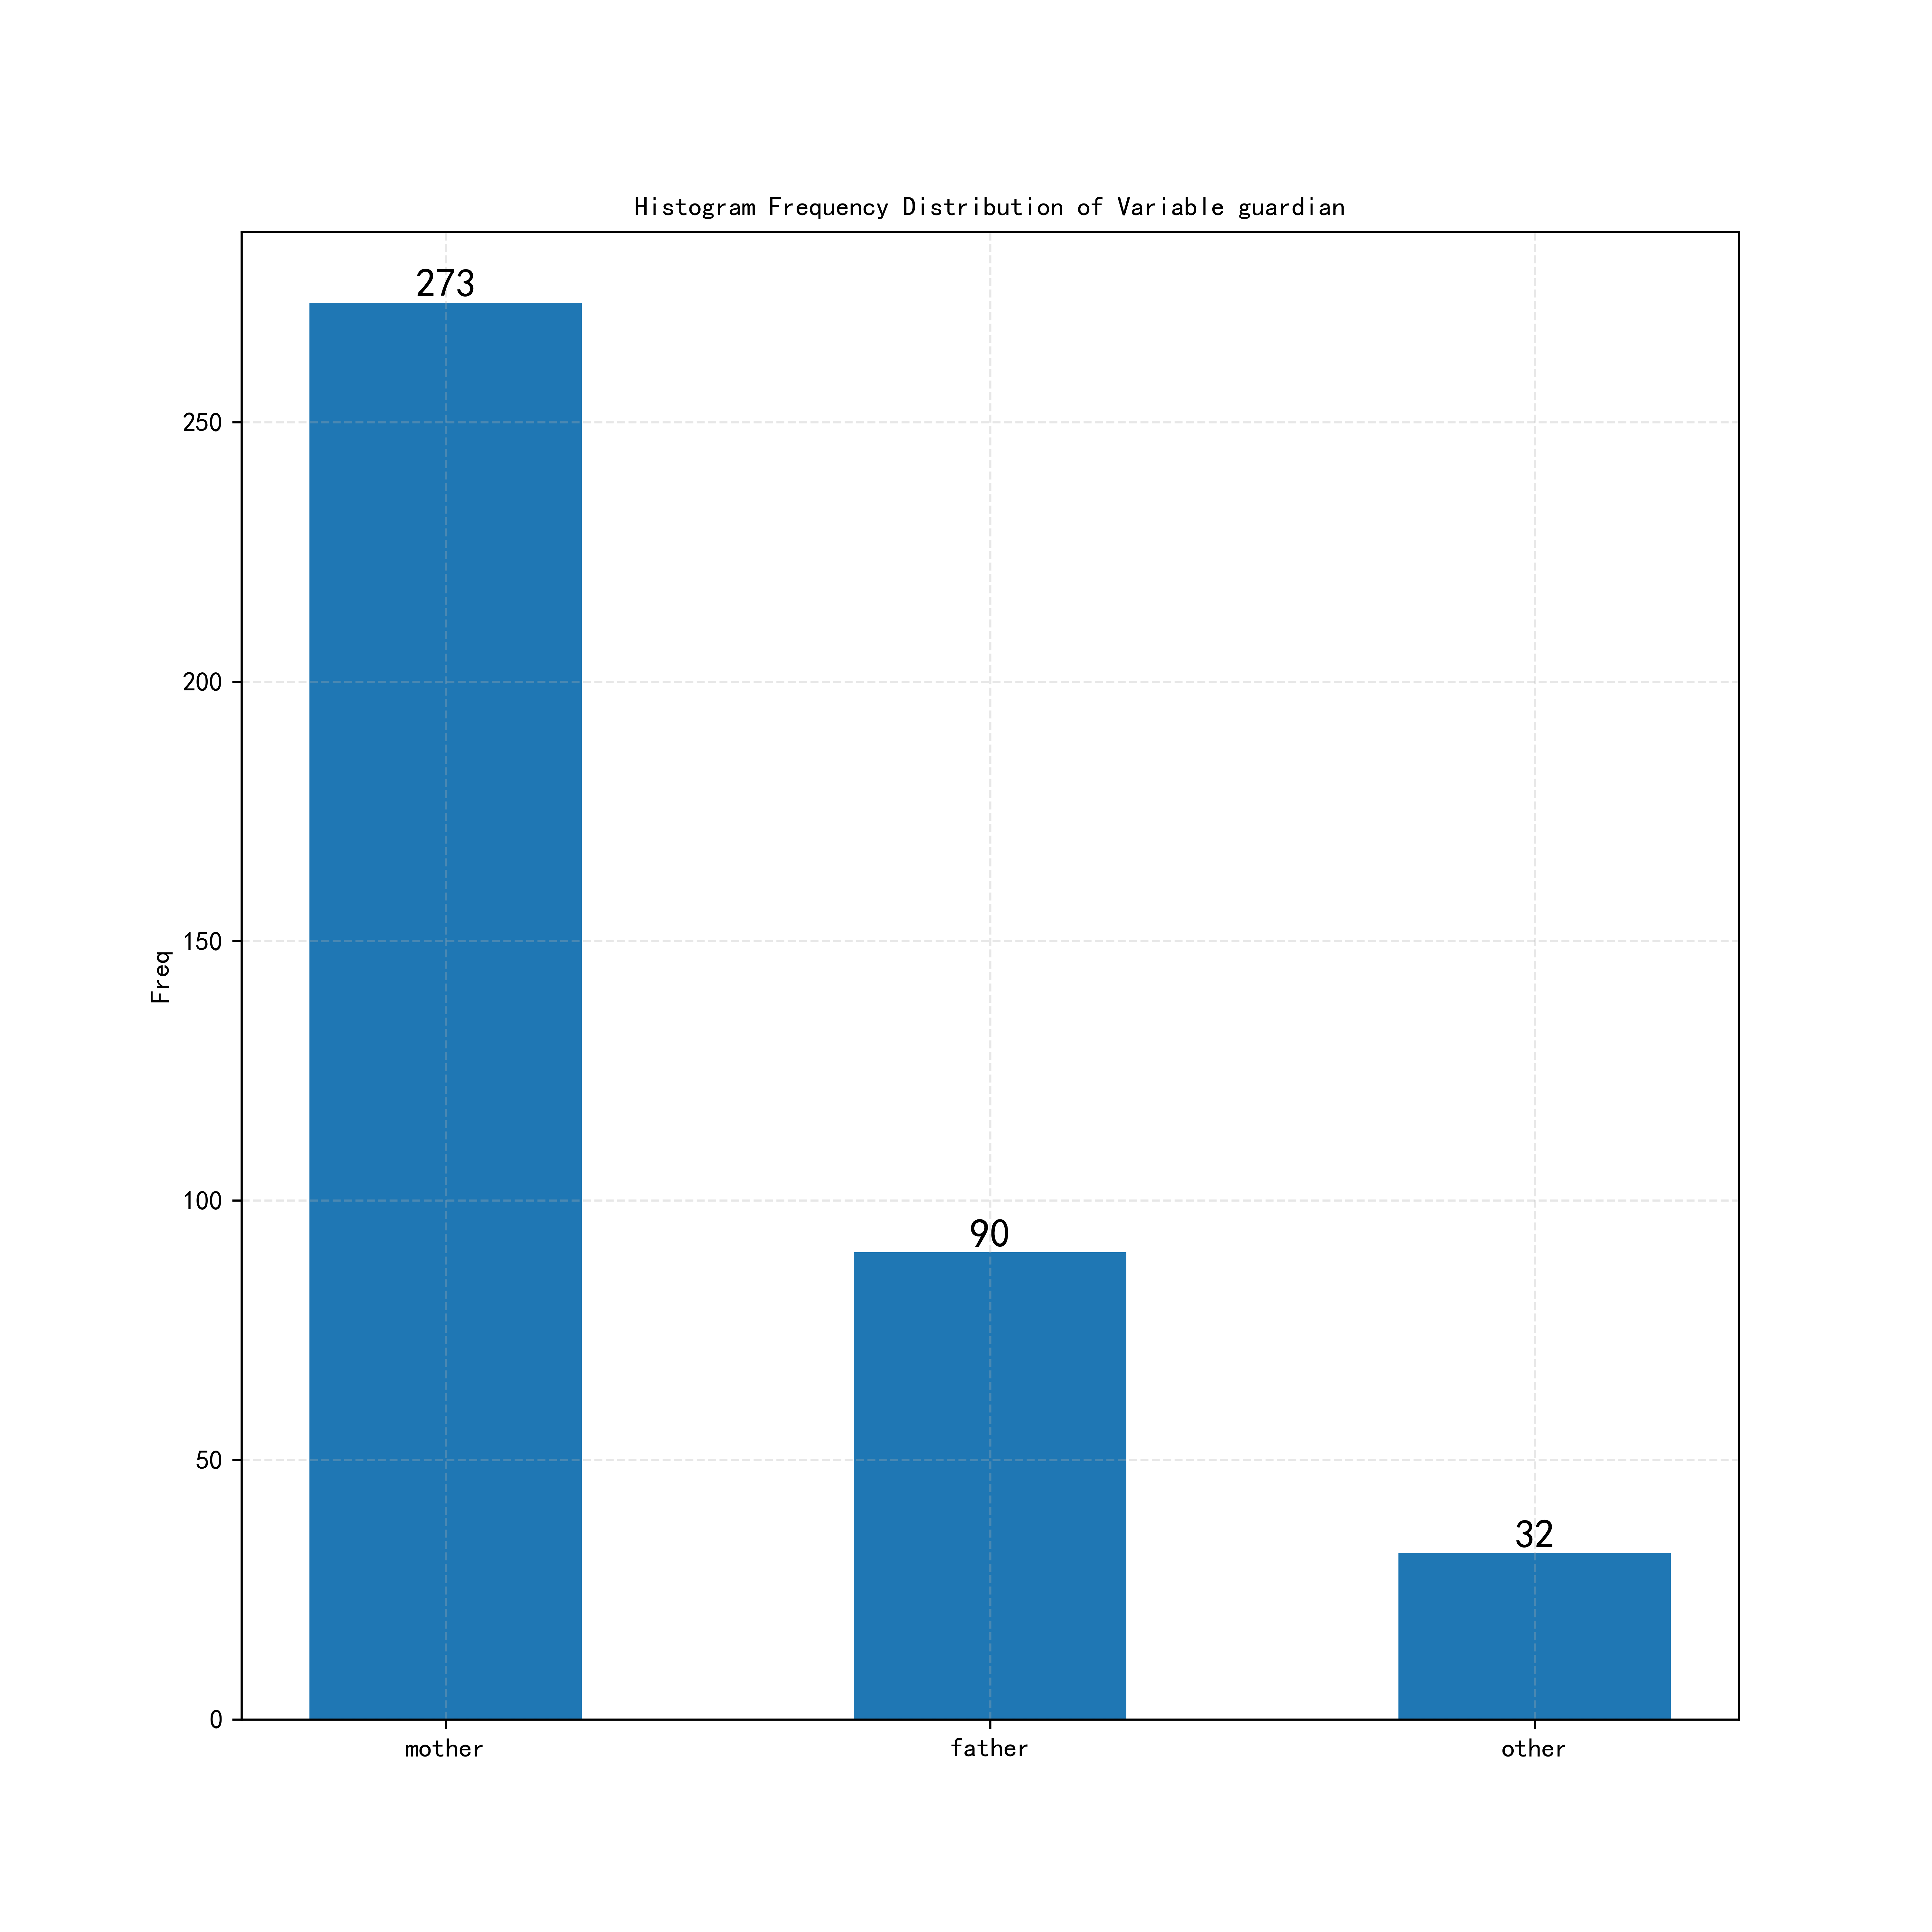 Histogram Frequency Distribution of Variable guardian
273
250
200
150
Freq
100
90
50
32
0
mother
father
other